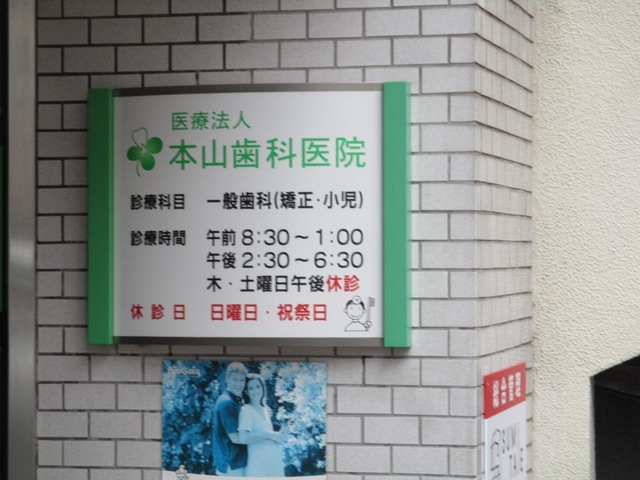 医療法人
本山歯科医院
診療科目 一般歯科(矯正・小児)
診療時間 午前 8:30～1:00
午後 2:30～6:30
木・土曜日午後休診
休診日 日曜日・祝祭日
SUMI
TAE